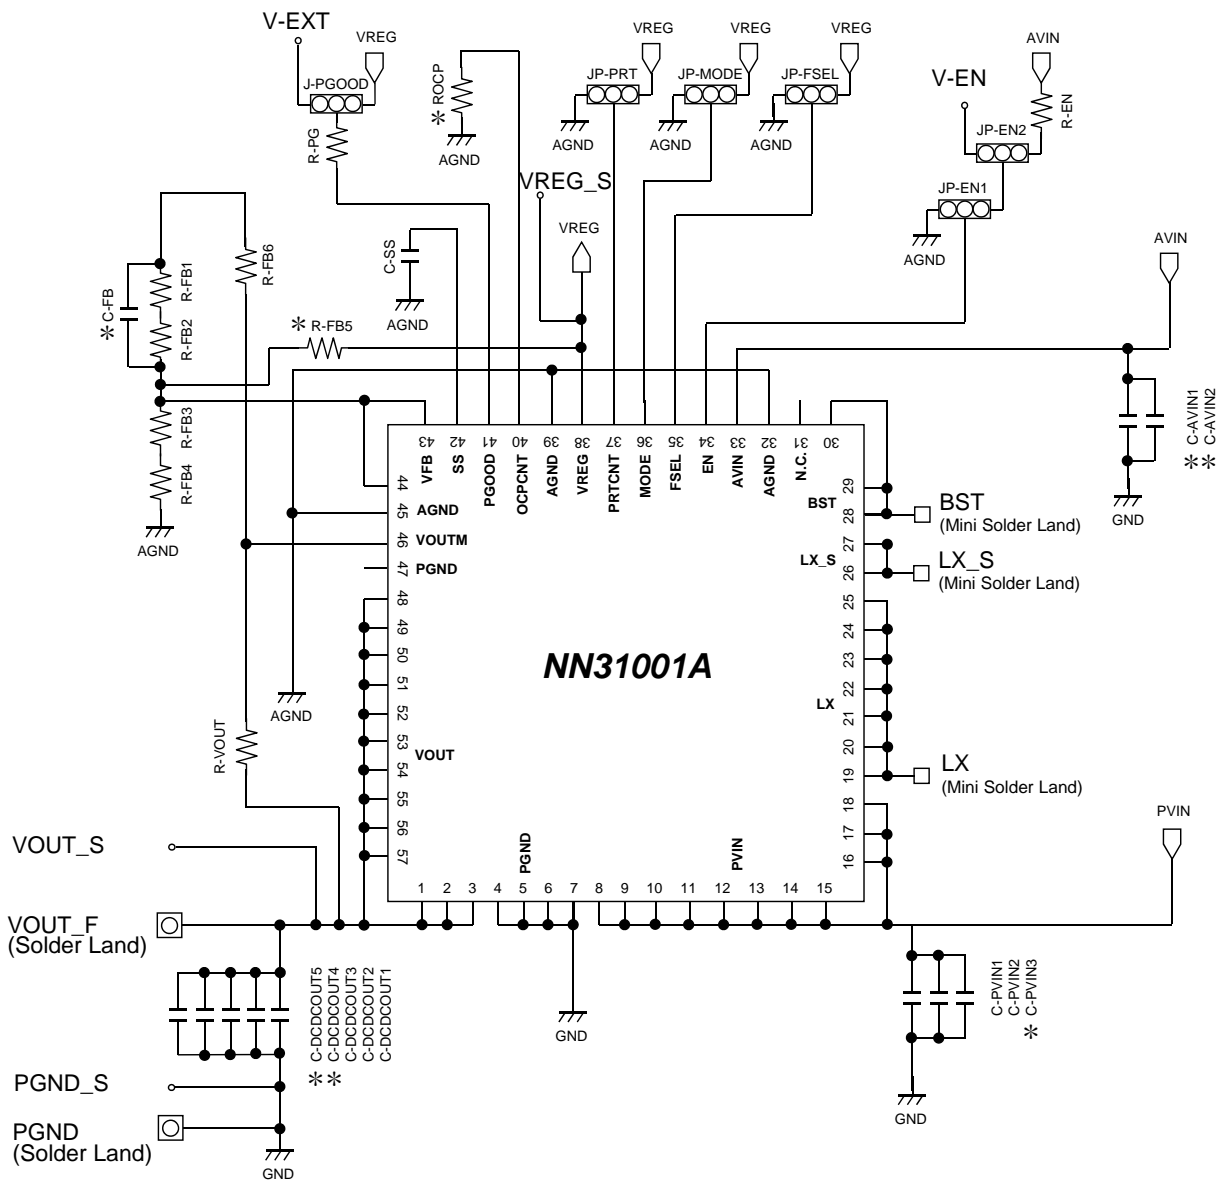 V-EXT
VREG
J-PGOOD
R-PG
* ROCP
AGND
VREG
JP-PRT
AGND
VREG
JP-MODE
AGND
VREG
JP-FSEL
AGND
V-EN
AVIN
R-EN
JP-EN2
JP-EN1
AGND
AVIN
VREG_S
VREG
C-SS
AGND
R-FB6
R-FB1
* C-FB
R-FB2
* R-FB5
R-FB3
R-FB4
AGND
* C-AVIN1
* C-AVIN2
GND
43 42 41 40 39 38 37 36 35 34 33 32 31 30
VFB SS PGOOD OCPCNT AGND VREG PRTCNT MODE FSEL EN AVIN AGND N.C.
44
45 AGND
46 VOUTM
47 PGND
48
49
50
51
52
53
VOUT
54
55
56
57
29
BST
28
27
LX_S
26
25
24
23
22
LX
21
20
19
18
17
16
BST
(Mini Solder Land)
LX_S
(Mini Solder Land)
LX
(Mini Solder Land)
NN31001A
AGND
R-VOUT
PVIN
PGND
PVIN
1 2 3 4 5 6 7 8 9 10 11 12 13 14 15
VOUT_S
VOUT_F
(Solder Land)
* C-DCDCOUT5
* C-DCDCOUT4
C-DCDCOUT3
C-DCDCOUT2
C-DCDCOUT1
GND
C-PVIN1
C-PVIN2
* C-PVIN3
GND
PGND_S
PGND
(Solder Land)
GND